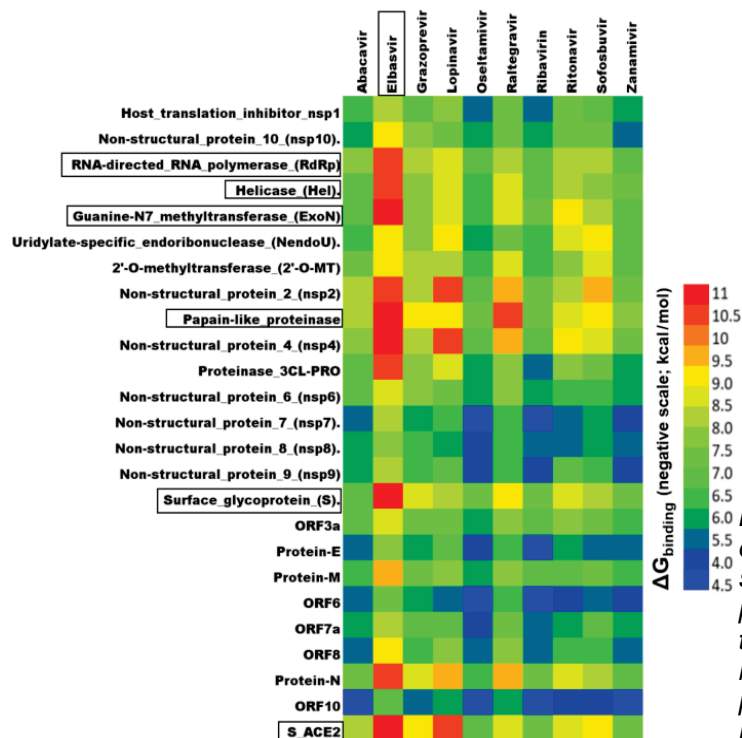 Abacavir
Elbasvir
Grazoprevir
Lopinavir
Oseltamivir
Raltegravir
Ribavirin
Ritonavir
Sofosbuvir
Zanamivir
Host_translation_inhibitor_nsp1
Non-structural_protein_10_(nsp10).
RNA-directed_RNA_polymerase_(RdRp)
Helicase_(Hel).
Guanine-N7_methyltransferase_(ExoN)
Uridylate-specific_endoribonuclease_(NendoU).
2'-O-methyltransferase_(2'-O-MT)
Non-structural_protein_2_(nsp2)
Papain-like_proteinase
Non-structural_protein_4_(nsp4)
Proteinase_3CL-PRO
Non-structural_protein_6_(nsp6)
Non-structural_protein_7_(nsp7).
Non-structural_protein_8_(nsp8).
Non-structural_protein_9_(nsp9)
Surface_glycoprotein_(S).
ORF3a
Protein-E
Protein-M
ORF6
ORF7a
ORF8
Protein-N
ORF10
S_ACE2
ΔGbinding (negative scale; kcal/mol)
11
10.5
10
9.5
9.0
8.5
8.0
7.5
7.0
6.5
6.0
5.5
5.0
4.5